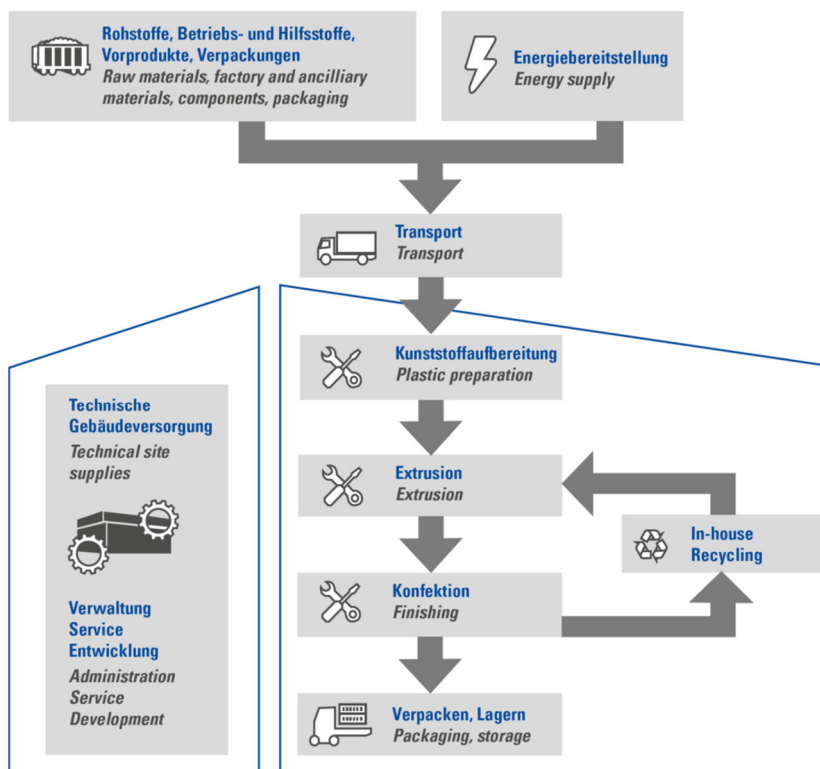 Rohstoffe, Betriebs- und Hilfsstoffe,
Vorprodukte, Verpackungen
Raw materials, factory and ancilliary
materials, components, packaging
Energiebereitstellung
Energy supply
Transport
Transport
Kunststoffaufbereitung
Plastic preparation
Technische
Gebäudeversorgung
Technical site
supplies
Verwaltung
Service
Entwicklung
Administration
Service
Development
Extrusion
Extrusion
In-house
Recycling
Konfektion
Finishing
Verpacken, Lagern
Packaging, storage